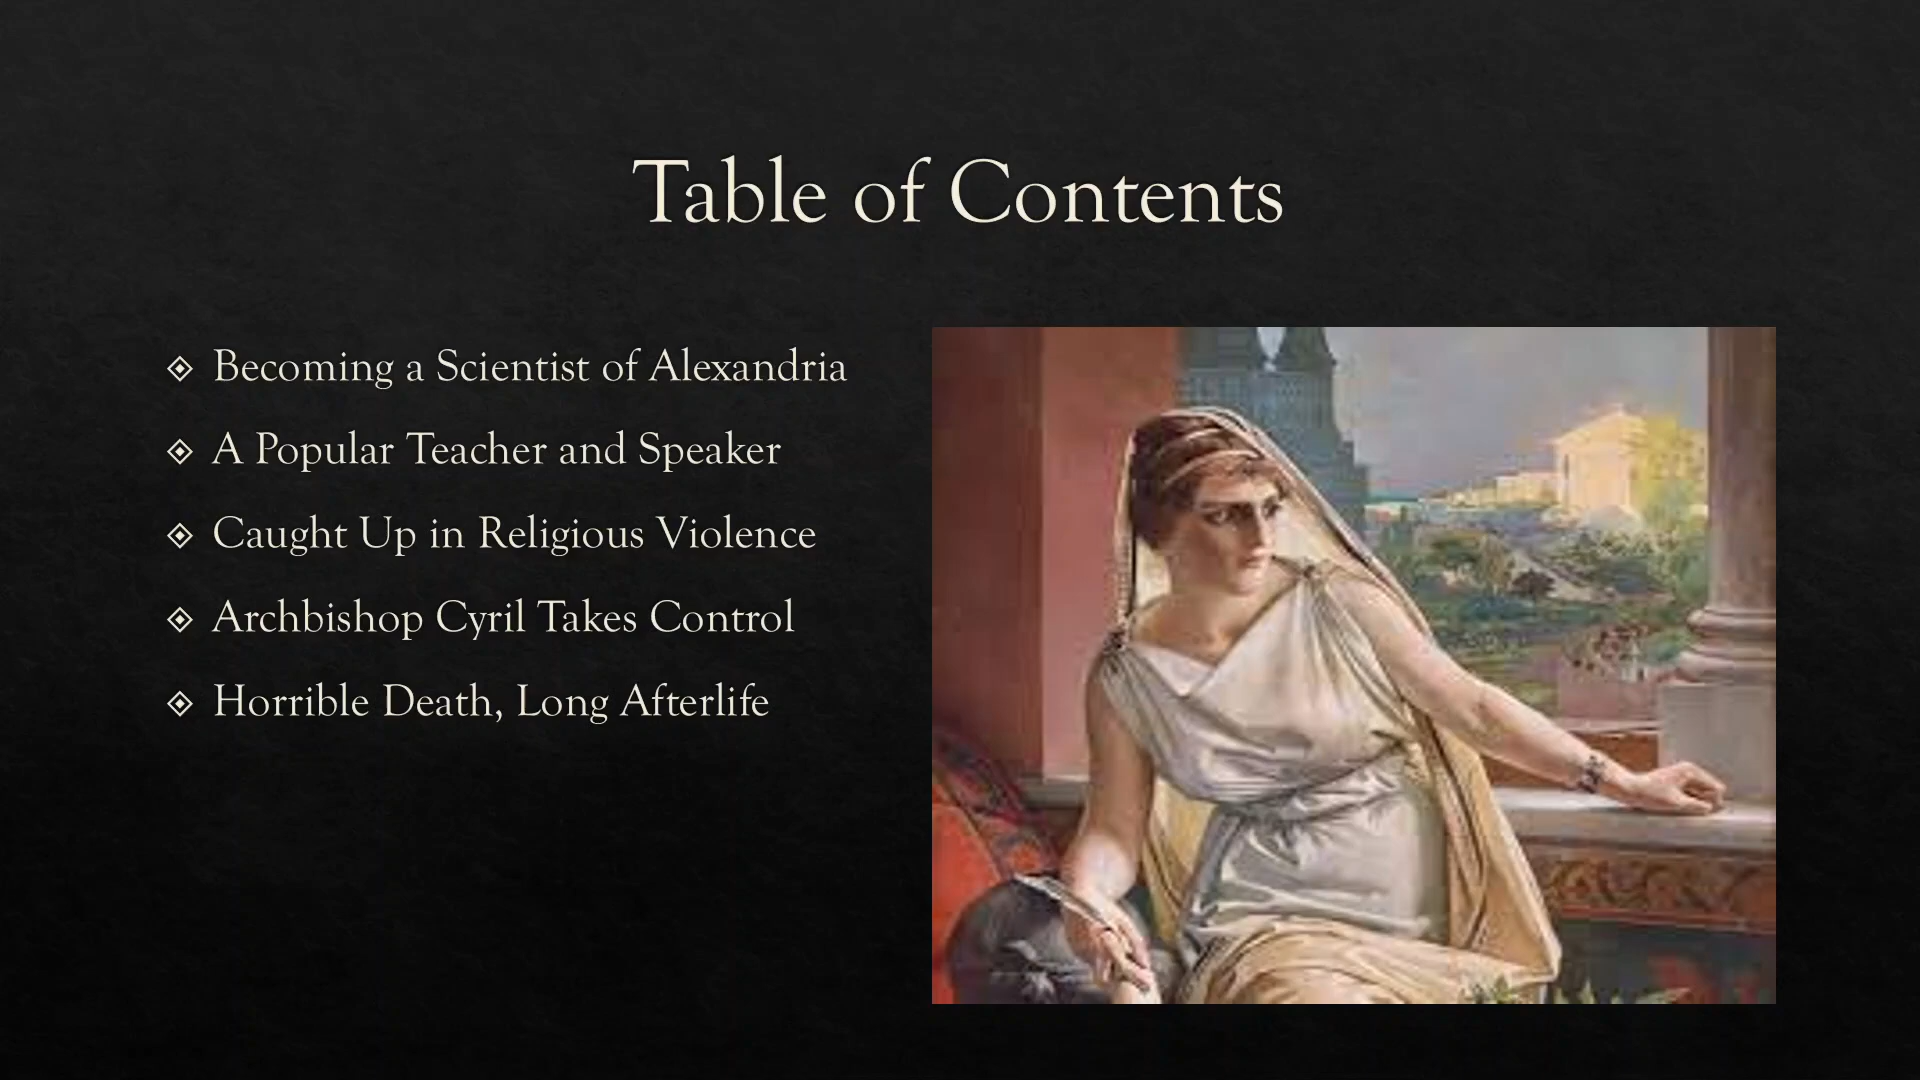 Table of Contents
Becoming a Scientist of Alexandria
A Popular Teacher and Speaker
Caught Up in Religious Violence
Archbishop Cyril Takes Control
Horrible Death, Long Afterlife